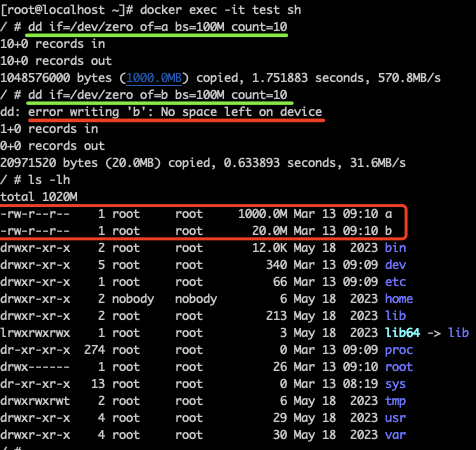 [root@localhost ~]# docker exec -it test sh
/ # dd if=/dev/zero of=a bs=100M count=10
10+0 records in
10+0 records out
1048576000 bytes (1000.0MB) copied, 1.751883 seconds, 570.8MB/s
/ # dd if=/dev/zero of=b bs=100M count=10
dd: error writing 'b': No space left on device
1+0 records in
0+0 records out
20971520 bytes (20.0MB) copied, 0.633893 seconds, 31.6MB/s
/ # ls -lh
total 1020M
-rw-r--r--    1 root     root     1000.0M Mar 13 09:10 a
-rw-r--r--    1 root     root       20.0M Mar 13 09:10 b
drwxr-xr-x    2 root     root       12.0K May 18  2023 bin
drwxr-xr-x    5 root     root         340 Mar 13 09:09 dev
drwxr-xr-x    1 root     root          66 Mar 13 09:09 etc
drwxr-xr-x    2 nobody   nobody         6 May 18  2023 home
drwxr-xr-x    2 root     root         213 May 18  2023 lib
lrwxrwxrwx    1 root     root           3 May 18  2023 lib64 -> lib
dr-xr-xr-x  274 root     root           0 Mar 13 09:09 proc
drwx------    1 root     root          26 Mar 13 09:10 root
dr-xr-xr-x   13 root     root           0 Mar 13 08:19 sys
drwxrwxrwt    2 root     root           6 May 18  2023 tmp
drwxr-xr-x    4 root     root          29 May 18  2023 usr
drwxr-xr-x    4 root     root          30 May 18  2023 var
/ #